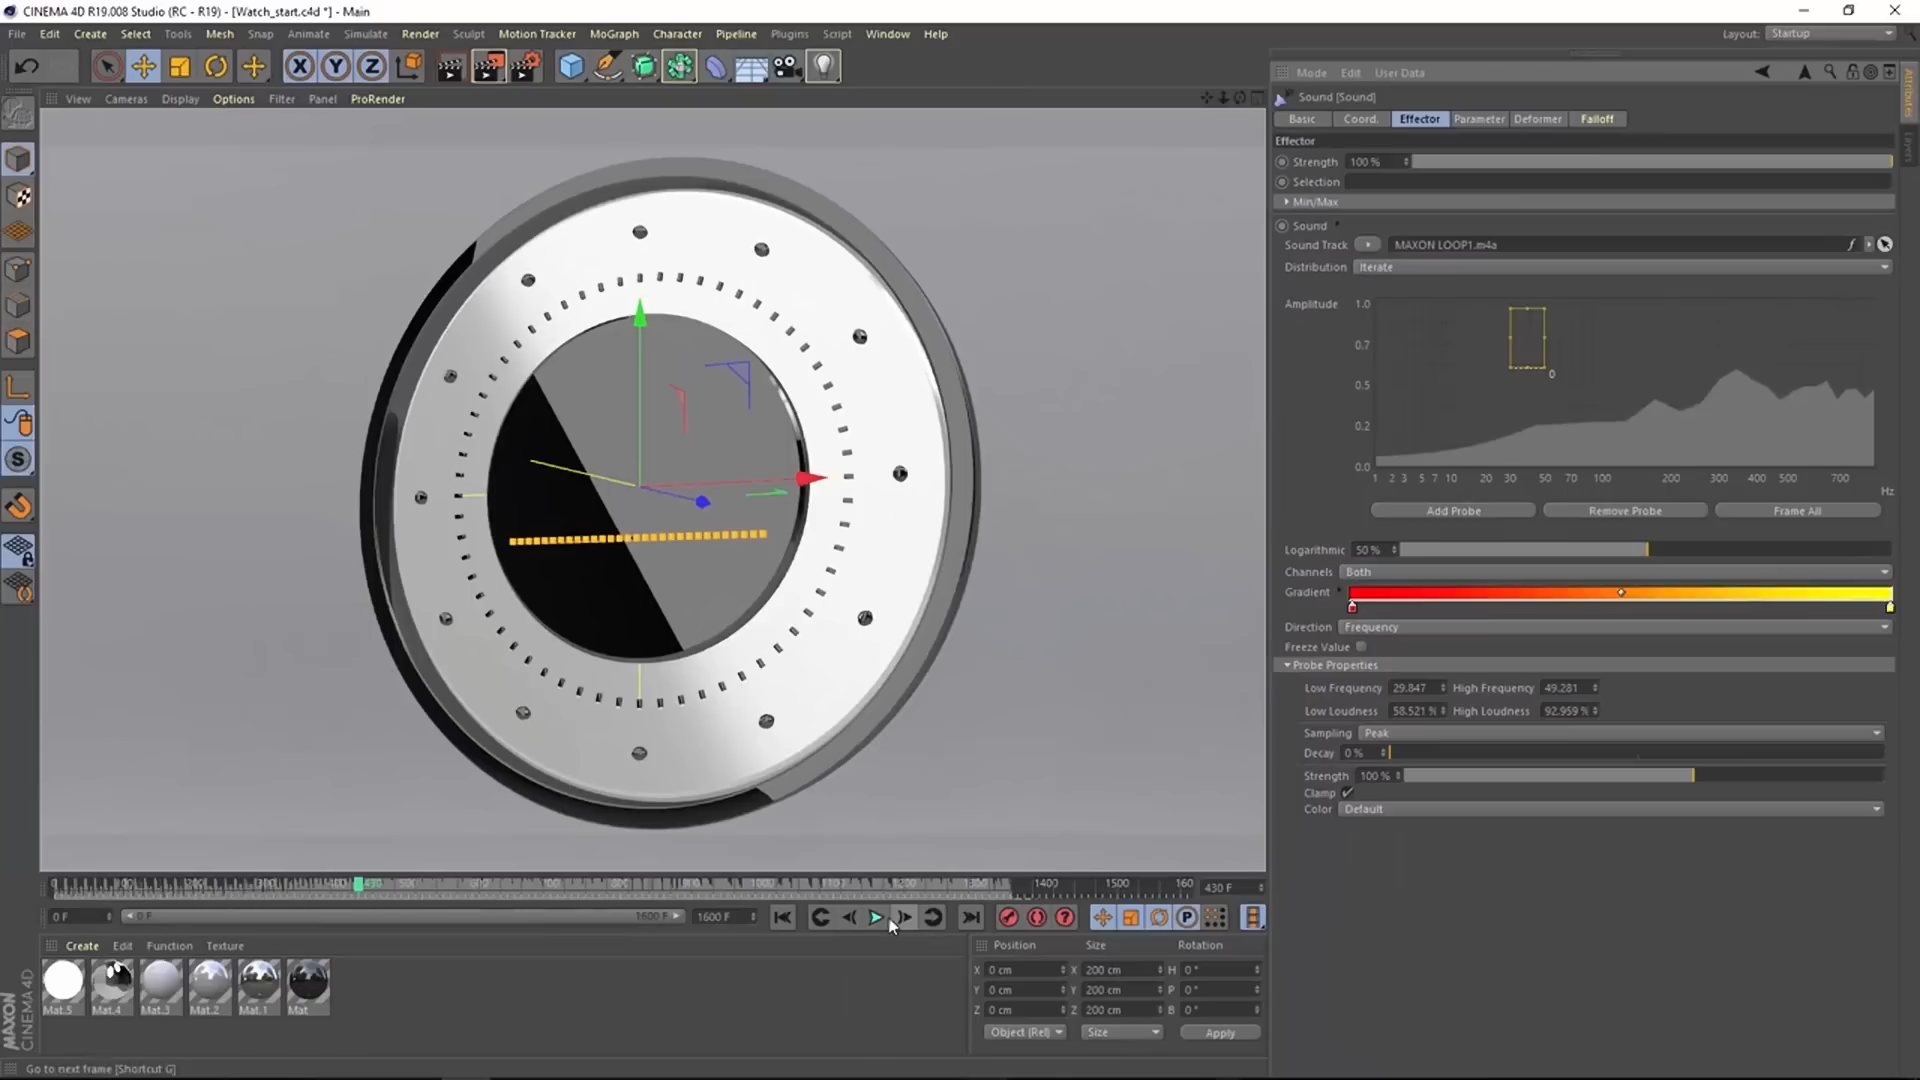 CINEMA 4D R19.008 Studio (RC - R19) - [Watch_start.c4d *] - Main
File Edit Create Select Tools Mesh Snap Animate Simulate Render Sculpt Motion Tracker MoGraph Character Pipeline Plugins Script Window Help
Layout: Startup
X Y Z
View Cameras Display Options Filter Panel ProRender
S
Mode Edit User Data
Sound [Sound]
Basic Coord. Effector Parameter Deformer Falloff
Effector
Strength 100 %
Selection
Min/Max
Sound
Sound Track MAXON LOOP1.m4a
Distribution Iterate
Amplitude 1.0
0.7
0.5
0.2
0.0
0
1 2 3 5 7 10 20 30 50 70 100 200 300 400 500 700
Hz
Add Probe Remove Probe Frame All
Logarithmic 50 %
Channels Both
Gradient
Direction Frequency
Freeze Value
Probe Properties
Low Frequency 29.847 High Frequency 49.281
Low Loudness 58.521 % High Loudness 92.959 %
Sampling Peak
Decay 0 %
Strength 100 %
Clamp
Color Default
Attributes
Layers
1400 1500 160 430 F
0 F 0 F 1600 F 1600 F
P
Create Edit Function Texture
Mat.5 Mat.4 Mat.3 Mat.2 Mat.1 Mat
Position Size Rotation
X 0 cm X 200 cm H 0 °
Y 0 cm Y 200 cm P 0 °
Z 0 cm Z 200 cm B 0 °
Object (Rel) Size Apply
MAXON
CINEMA 4D
Go to next frame [Shortcut G]